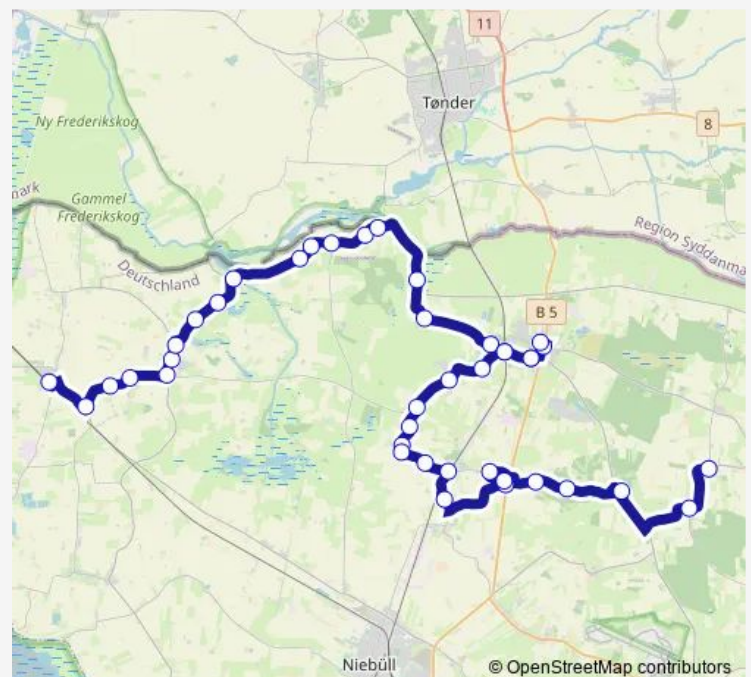 11
Tønder
8
Ny Frederikskog
mark
Gammel
Frederikskog
Deutschland
Region Syddanma
B 5
Niebüll
© OpenStreetMap contributors